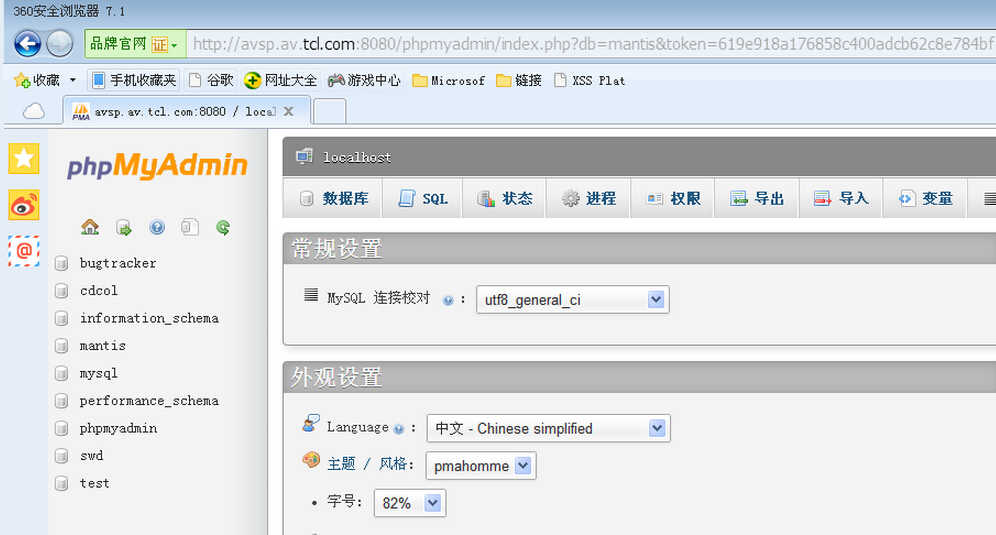 360安全浏览器 7.1
品牌官网 证 http://avsp.av.tcl.com:8080/phpmyadmin/index.php?db=mantis&token=619e918a176858c400adcb62c8e784bf
收藏 手机收藏夹 谷歌 网址大全 游戏中心 Microsof 链接 XSS Plat
PMA avsp.av.tcl.com:8080 / local
phpMyAdmin
bugtracker
cdcol
information_schema
mantis
mysql
performance_schema
phpmyadmin
swd
test
localhost
数据库 SQL 状态 进程 权限 导出 导入 变量
常规设置
MySQL 连接校对 : utf8_general_ci
外观设置
Language : 中文 - Chinese simplified
主题 / 风格: pmahomme
• 字号: 82%